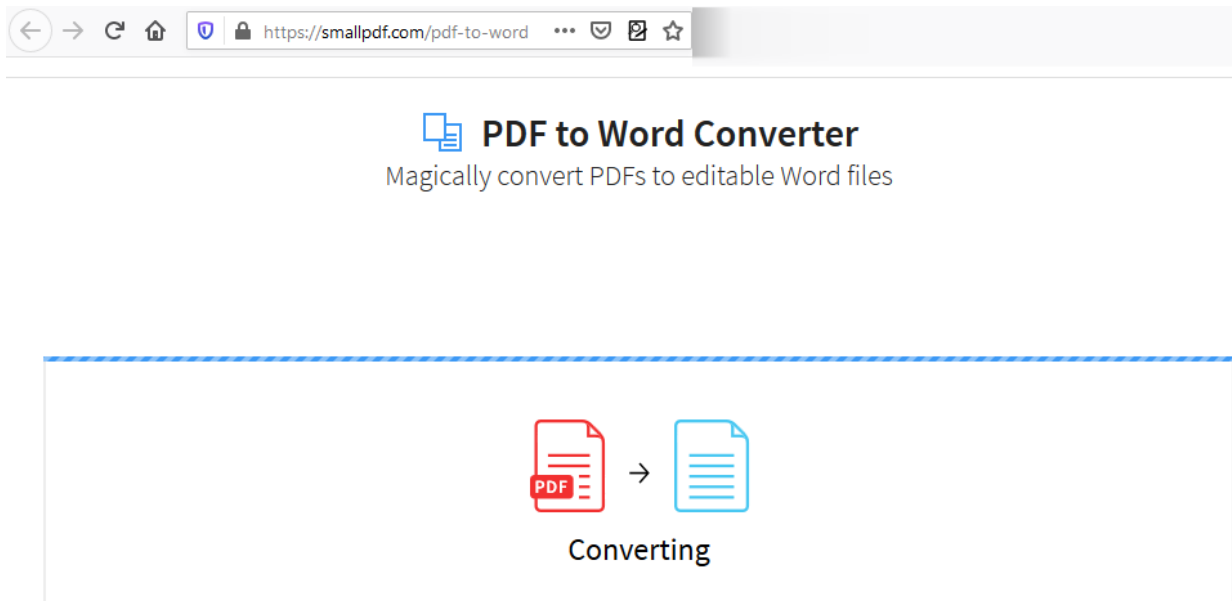 https://smallpdf.com/pdf-to-word
PDF to Word Converter
Magically convert PDFs to editable Word files
PDF
Converting